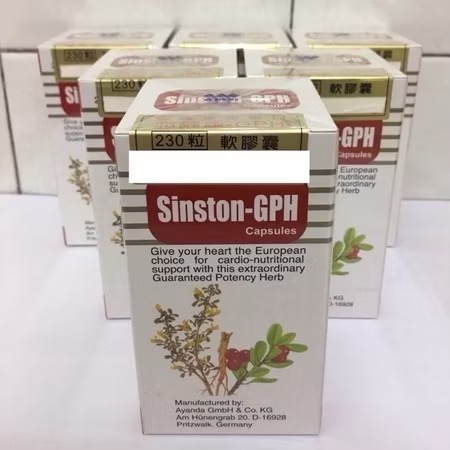 Sinston-GPH
230粒 軟膠囊
Sinston-GPH
Capsules
Give your heart the European
choice for cardio-nutritional
support with this extraordinary
Guaranteed Potency Herb
Manufactured by:
Ayanda GmbH & Co. KG
Am Hünengrab 20. D-16928
Pritzwalk, Germany